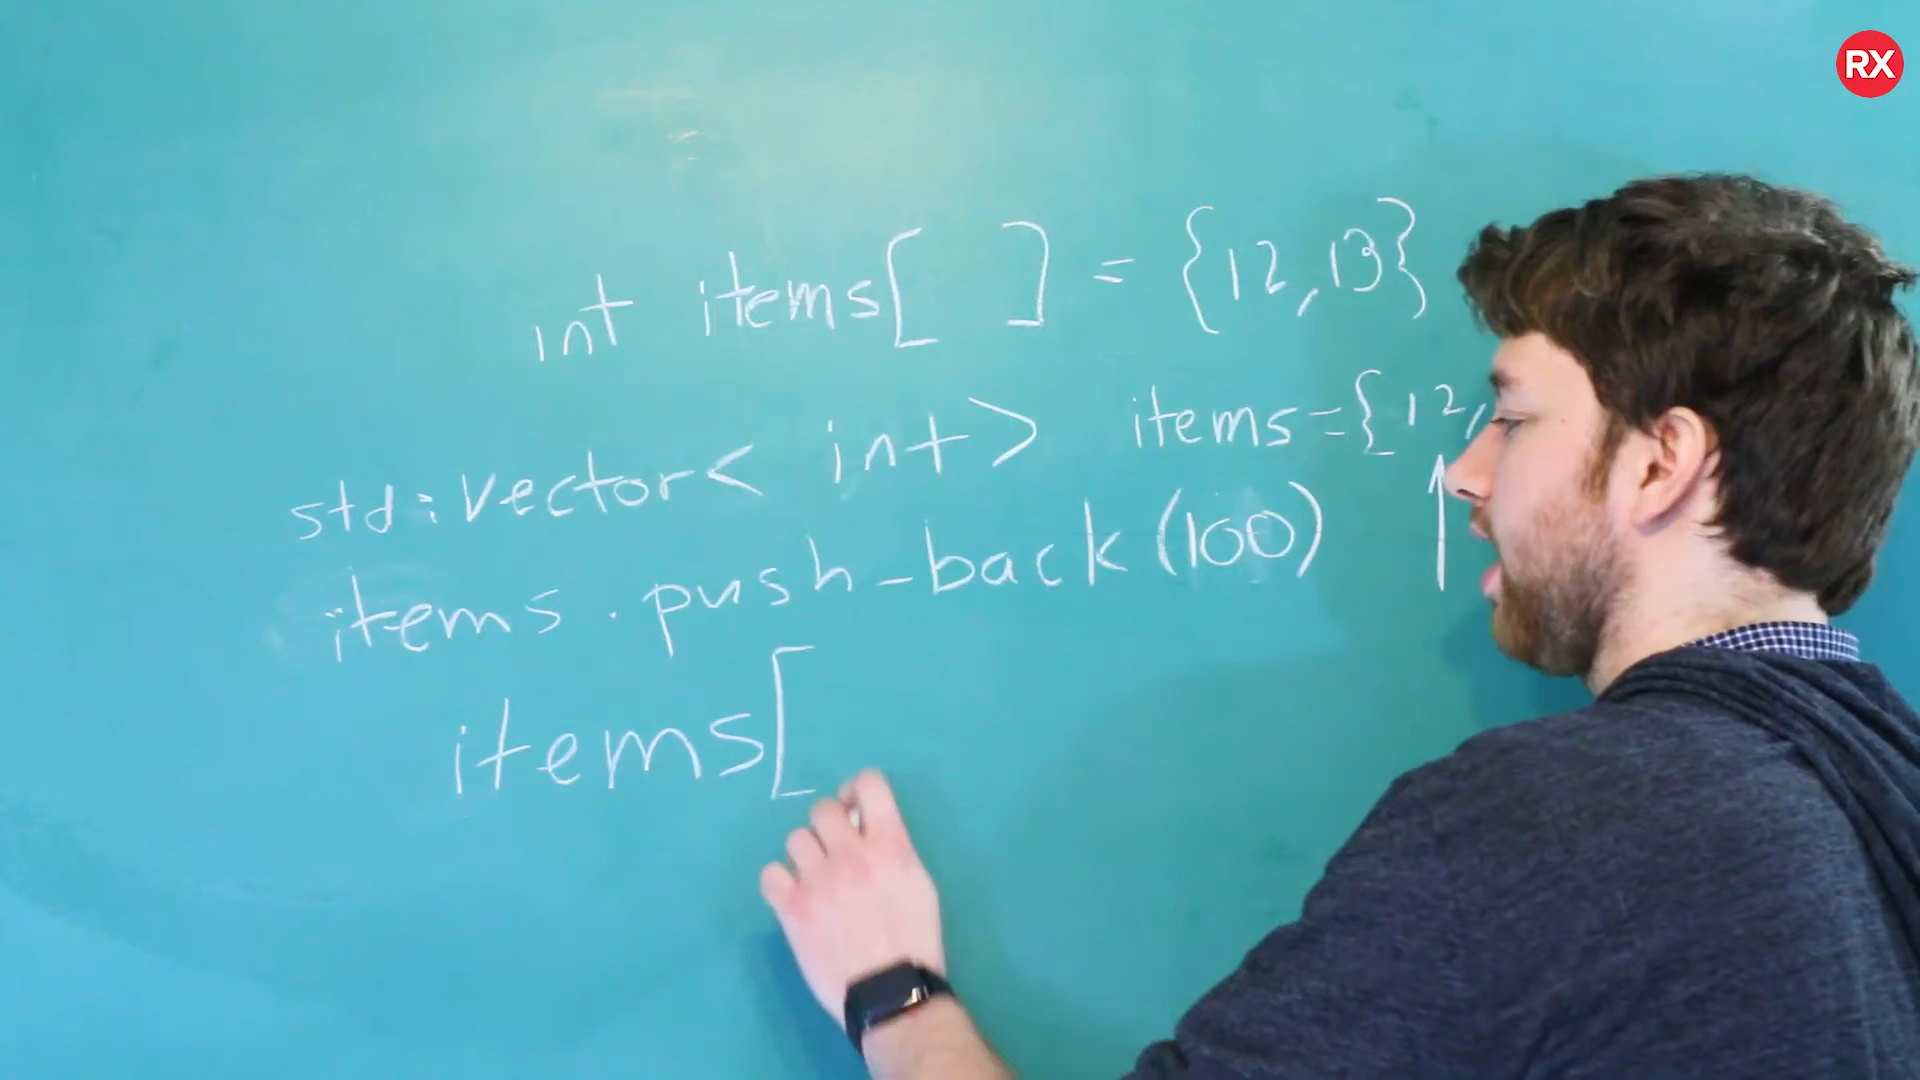 RX
int items[ ] = {12,13}
std::vector< int> items={12,
items.push_back(100)
items[